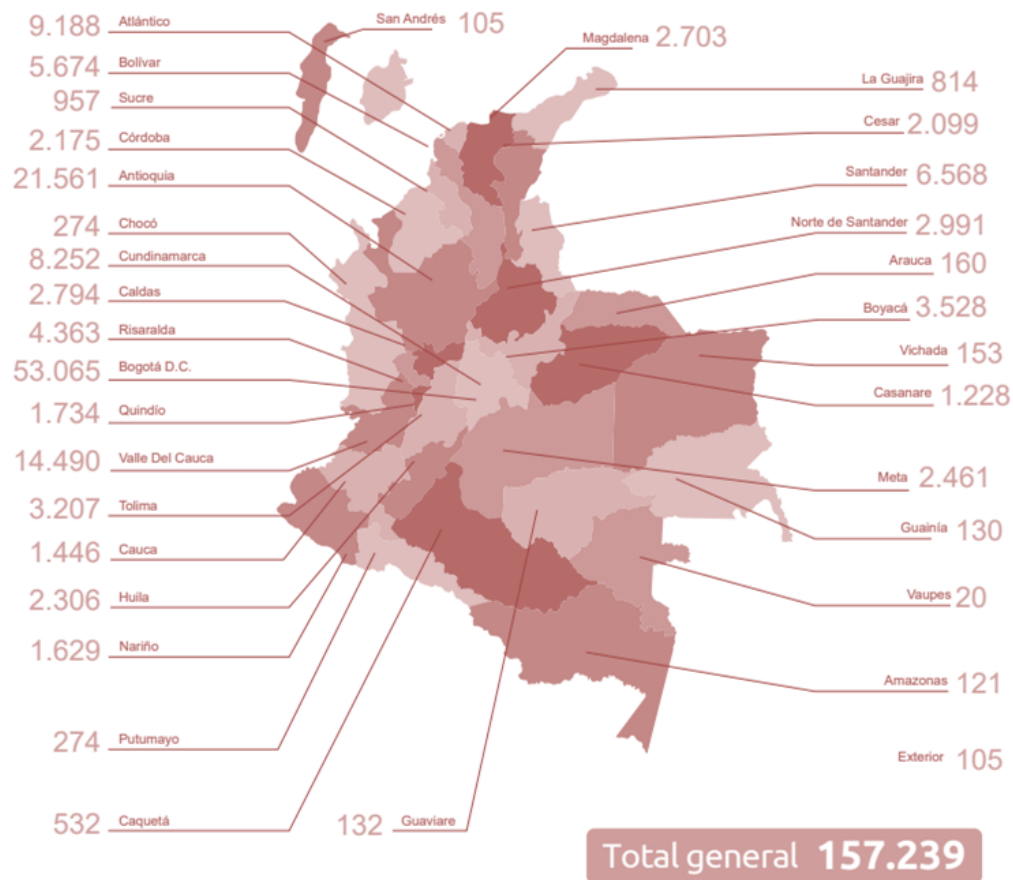 9.188 Atlántico
5.674 Bolívar
957 Sucre
2.175 Córdoba
21.561 Antioquia
274 Chocó
8.252 Cundinamarca
2.794 Caldas
4.363 Risaralda
53.065 Bogotá D.C.
1.734 Quindío
14.490 Valle Del Cauca
3.207 Tolima
1.446 Cauca
2.306 Huila
1.629 Nariño
274 Putumayo
532 Caquetá
132 Guaviare
San Andrés 105
Magdalena 2.703
La Guajira 814
Cesar 2.099
Santander 6.568
Norte de Santander 2.991
Arauca 160
Boyacá 3.528
Vichada 153
Casanare 1.228
Meta 2.461
Guainía 130
Vaupes 20
Amazonas 121
Exterior 105
Total general 157.239